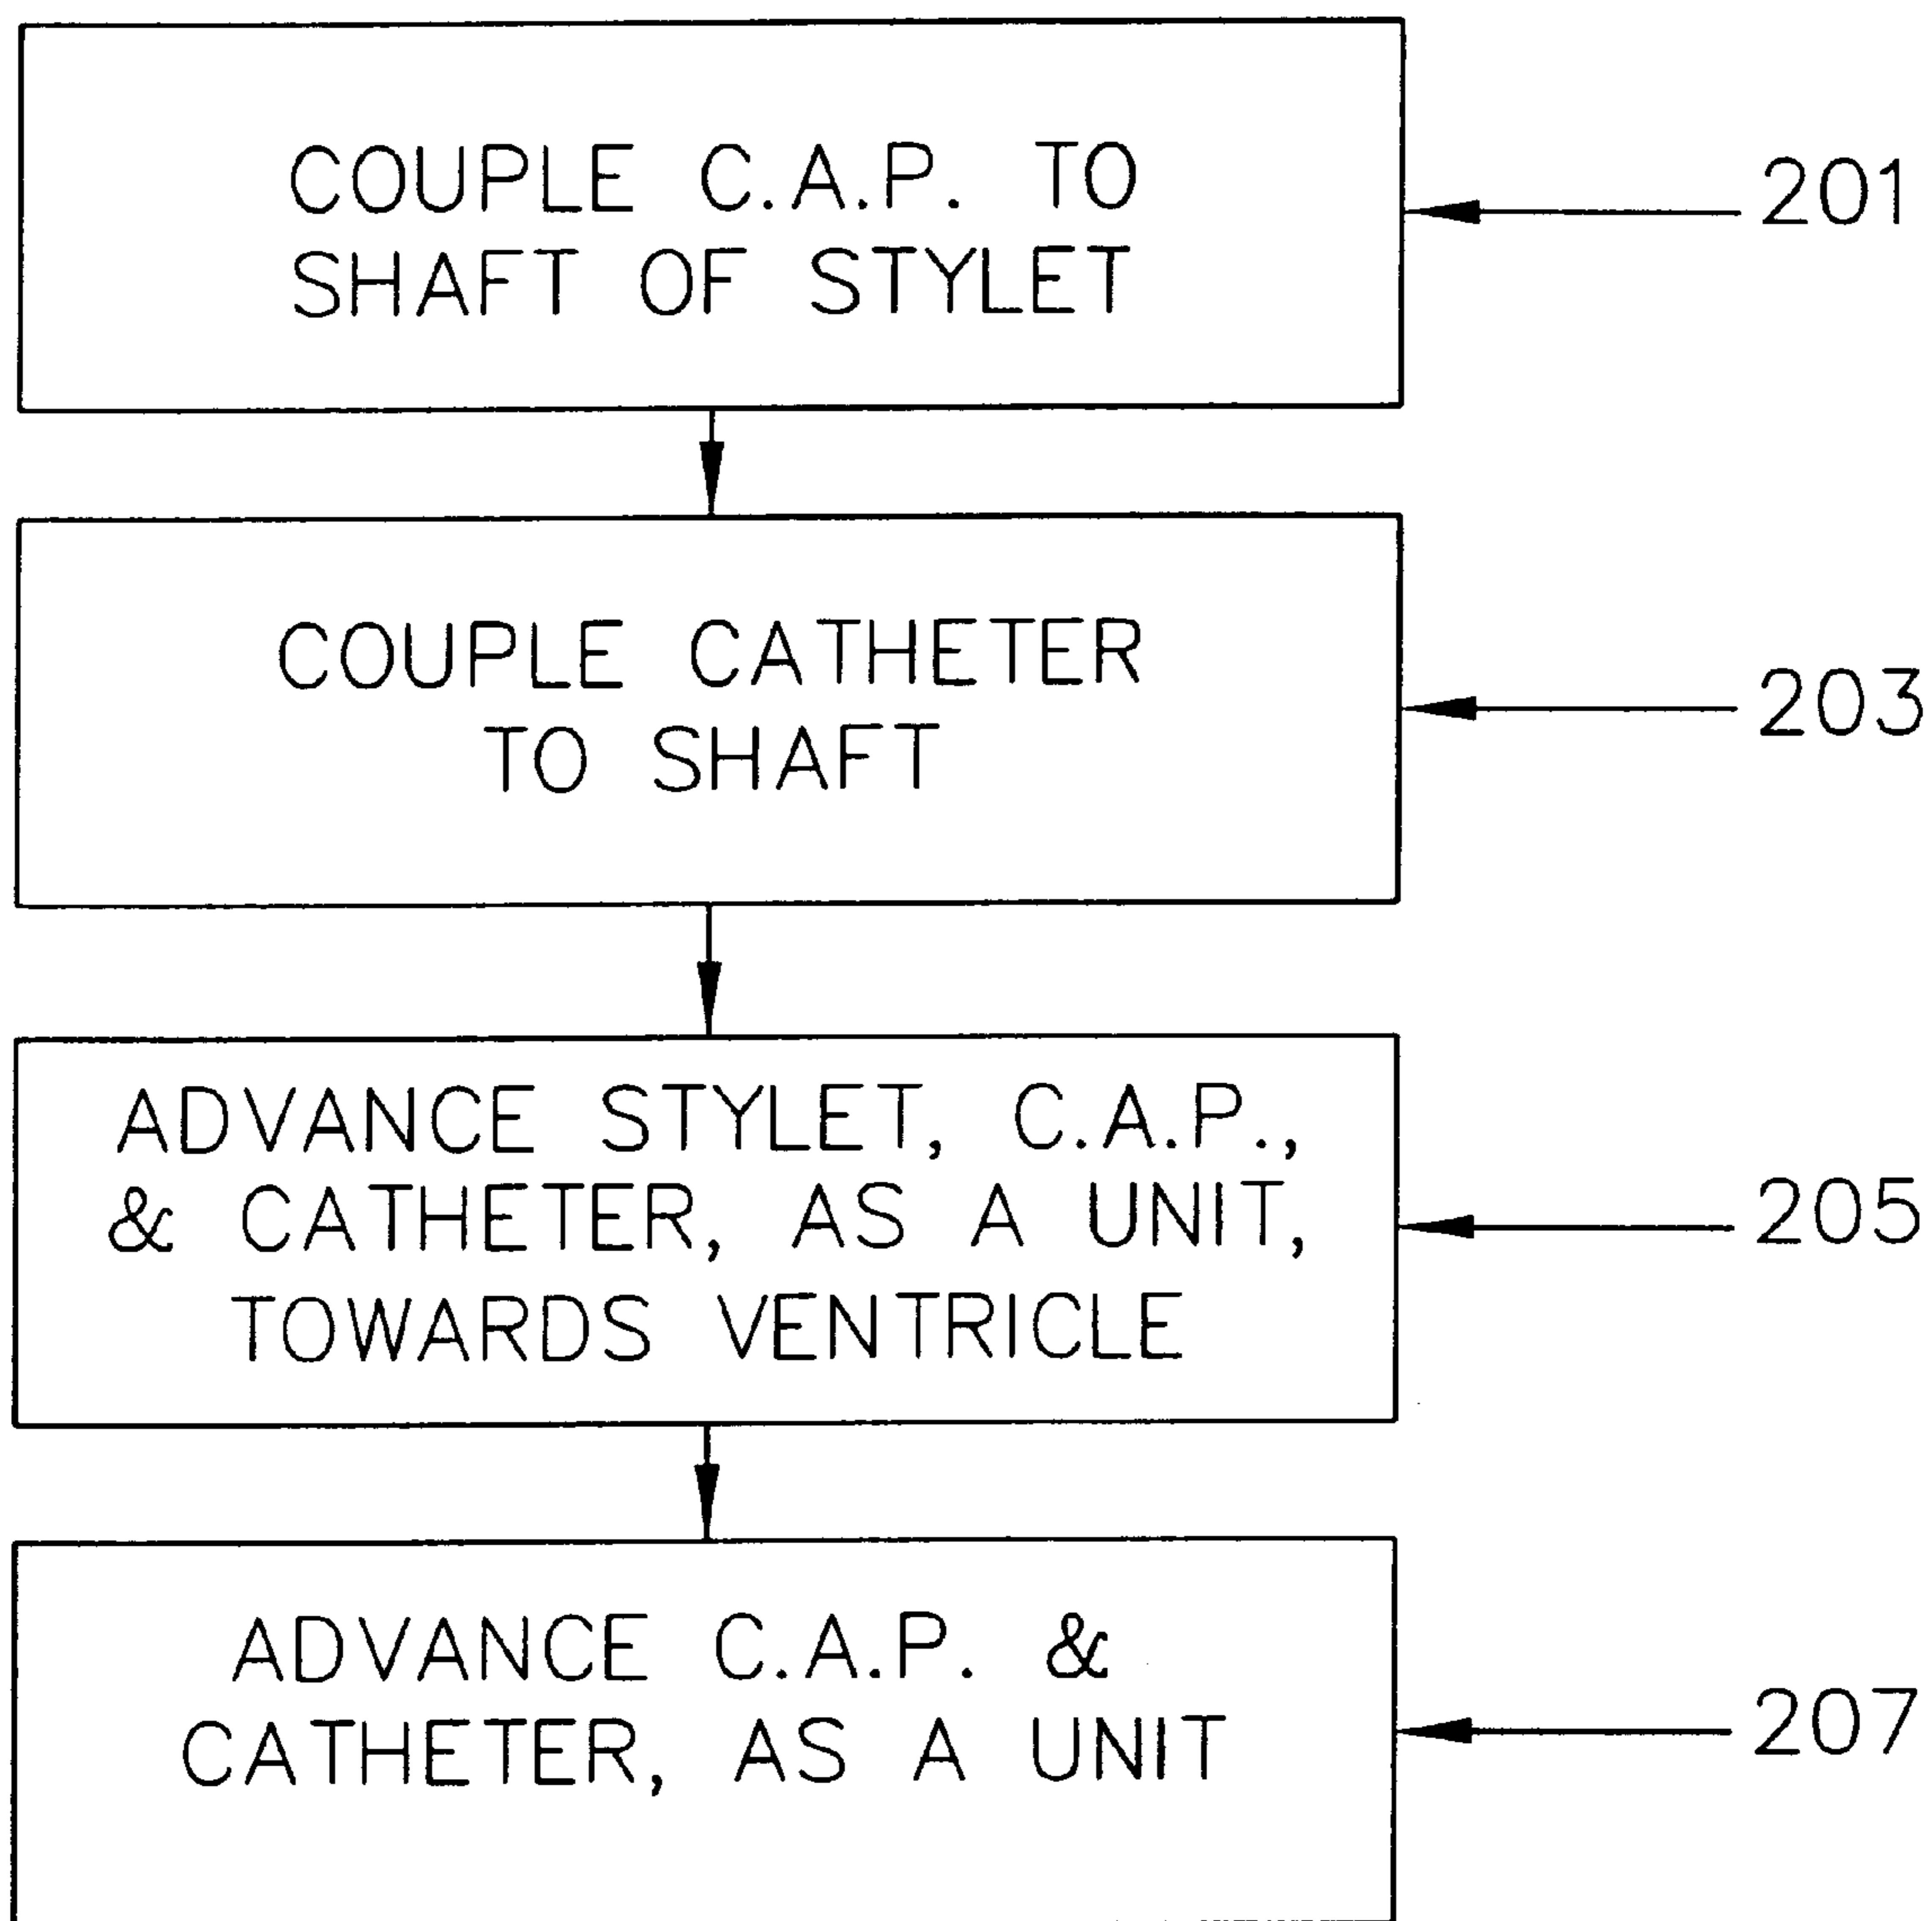 COUPLE C.A.P. TO
SHAFT OF STYLET
201
COUPLE CATHETER
TO SHAFT
203
ADVANCE STYLET, C.A.P.,
& CATHETER, AS A UNIT,
TOWARDS VENTRICLE
205
ADVANCE C.A.P. &
CATHETER, AS A UNIT
207